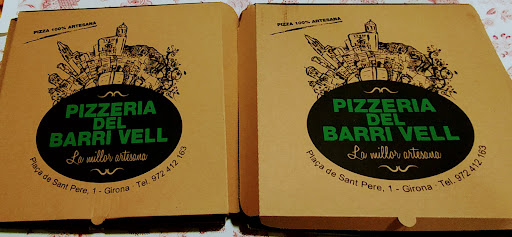 PIZZA 100% ARTESANA
PIZZERIA
DEL
BARRI VELL
La millor artesana
Plaça de Sant Pere, 1 - Girona · Tel. 972 412 163
PIZZA 100% ARTESANA
PIZZERIA
DEL
BARRI VELL
La millor artesana
Plaça de Sant Pere, 1 - Girona · Tel. 972 412 163